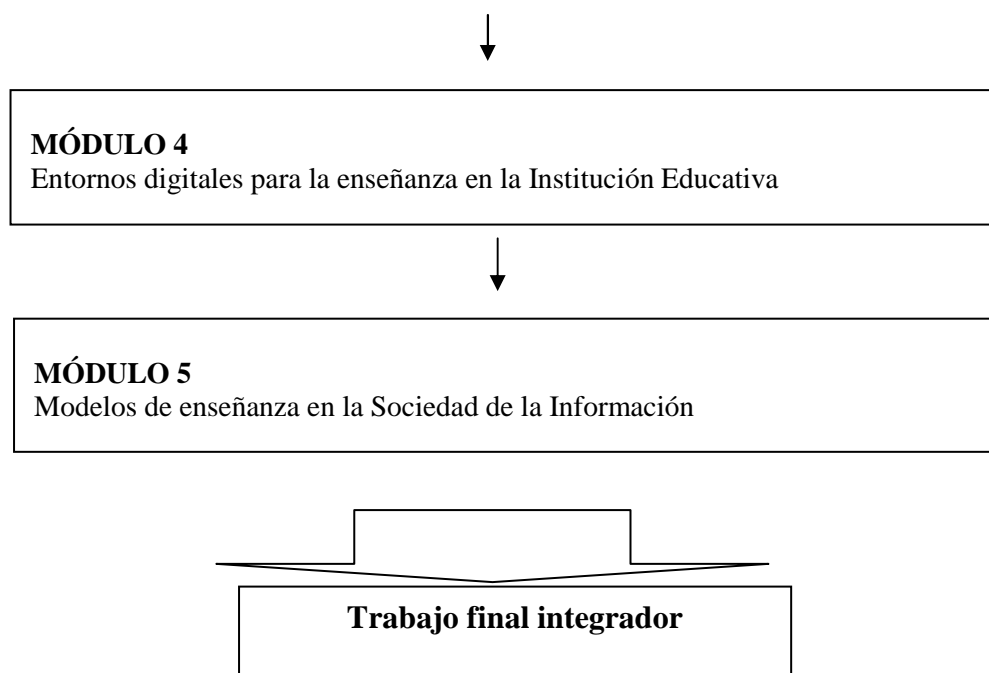 MÓDULO 4
Entornos digitales para la enseñanza en la Institución Educativa
MÓDULO 5
Modelos de enseñanza en la Sociedad de la Información
Trabajo final integrador